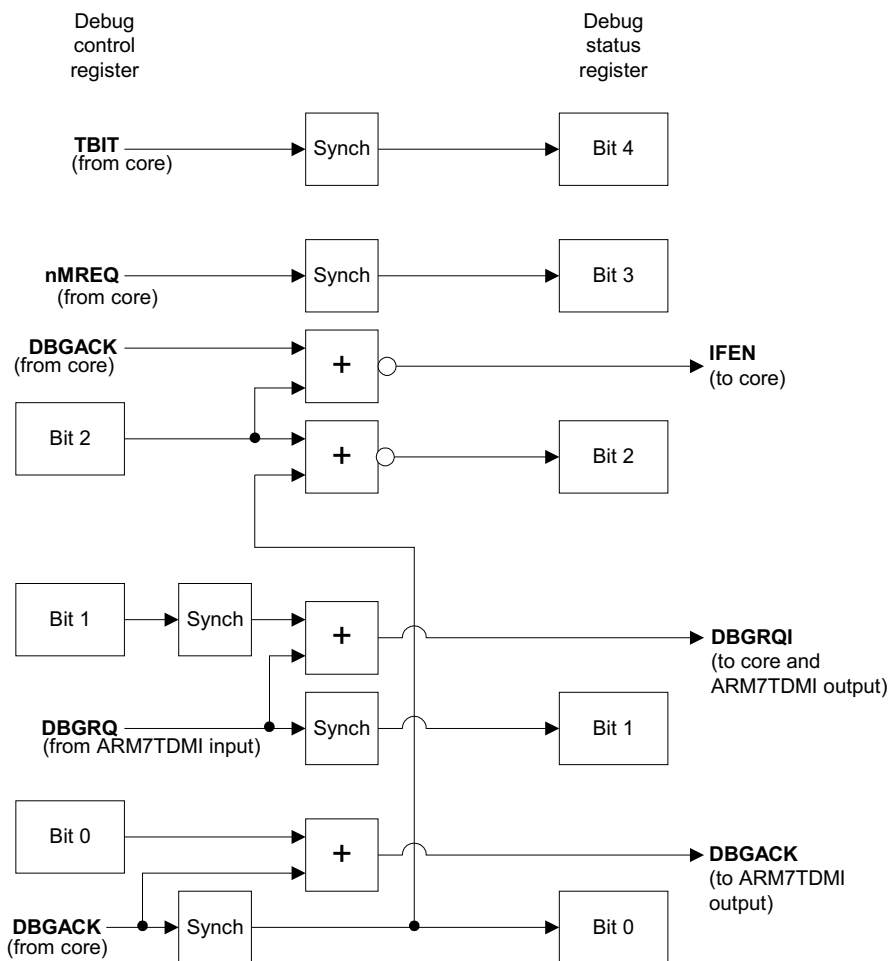 Debug
control
register
Debug
status
register
TBIT
(from core)
Synch
Bit 4
nMREQ
(from core)
Synch
Bit 3
DBGACK
(from core)
+
IFEN
(to core)
Bit 2
+
Bit 2
Bit 1
Synch
+
DBGRQI
(to core and
ARM7TDMI output)
DBGRQ
(from ARM7TDMI input)
Synch
Bit 1
Bit 0
+
DBGACK
(to ARM7TDMI
output)
DBGACK
(from core)
Synch
Bit 0